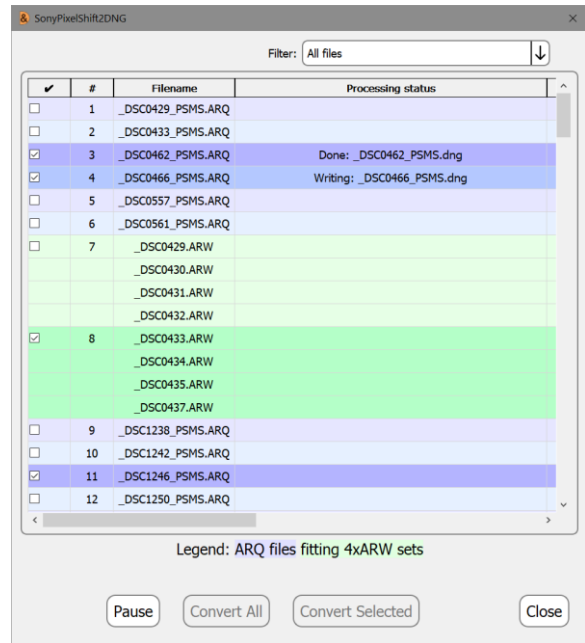 SonyPixelShift2DNG
Filter: All files
✔ # Filename Processing status
1 _DSC0429_PSMS.ARQ
2 _DSC0433_PSMS.ARQ
3 _DSC0462_PSMS.ARQ Done: _DSC0462_PSMS.dng
4 _DSC0466_PSMS.ARQ Writing: _DSC0466_PSMS.dng
5 _DSC0557_PSMS.ARQ
6 _DSC0561_PSMS.ARQ
7 _DSC0429.ARW
_DSC0430.ARW
_DSC0431.ARW
_DSC0432.ARW
8 _DSC0433.ARW
_DSC0434.ARW
_DSC0435.ARW
_DSC0437.ARW
9 _DSC1238_PSMS.ARQ
10 _DSC1242_PSMS.ARQ
11 _DSC1246_PSMS.ARQ
12 _DSC1250_PSMS.ARQ
Legend: ARQ files fitting 4xARW sets
Pause Convert All Convert Selected Close